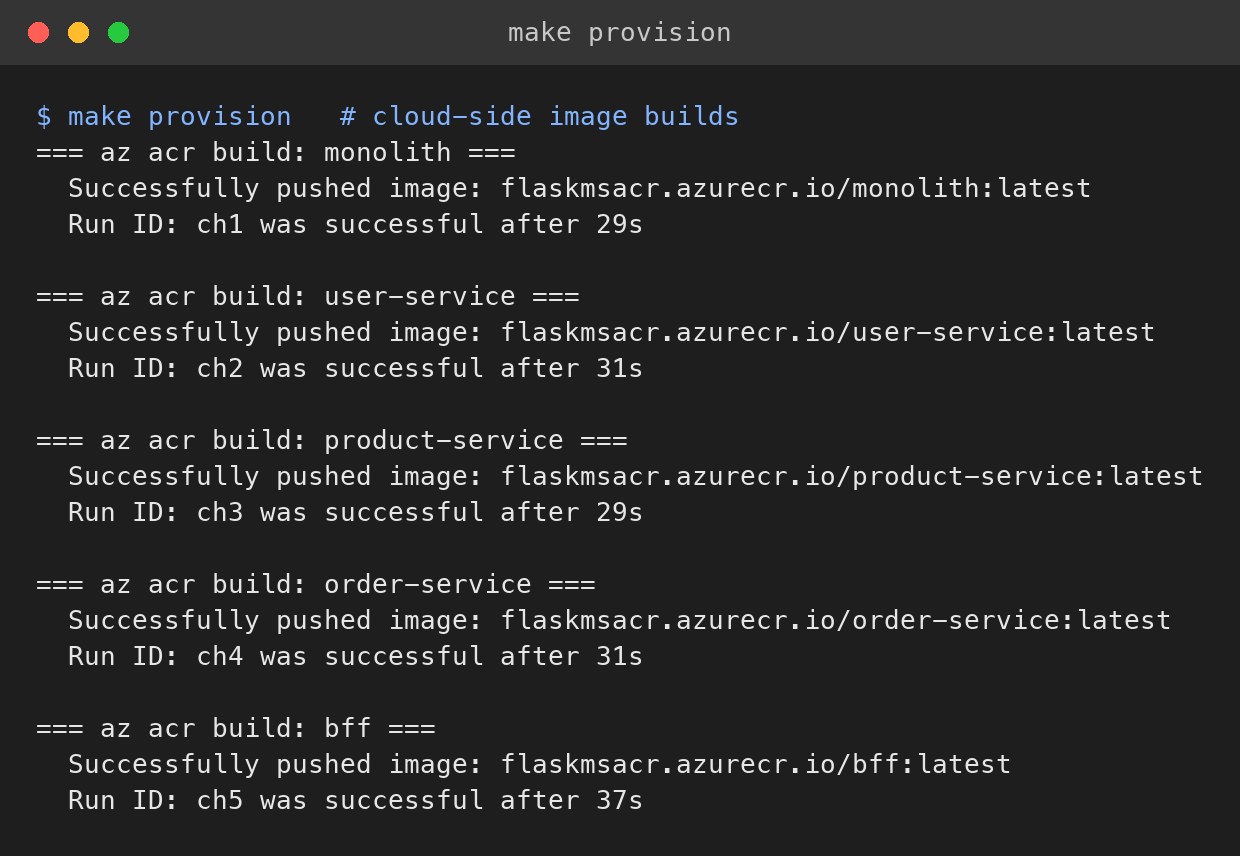 make provision
$ make provision   # cloud-side image builds
=== az acr build: monolith ===
  Successfully pushed image: flaskmsacr.azurecr.io/monolith:latest
  Run ID: ch1 was successful after 29s
=== az acr build: user-service ===
  Successfully pushed image: flaskmsacr.azurecr.io/user-service:latest
  Run ID: ch2 was successful after 31s
=== az acr build: product-service ===
  Successfully pushed image: flaskmsacr.azurecr.io/product-service:latest
  Run ID: ch3 was successful after 29s
=== az acr build: order-service ===
  Successfully pushed image: flaskmsacr.azurecr.io/order-service:latest
  Run ID: ch4 was successful after 31s
=== az acr build: bff ===
  Successfully pushed image: flaskmsacr.azurecr.io/bff:latest
  Run ID: ch5 was successful after 37s